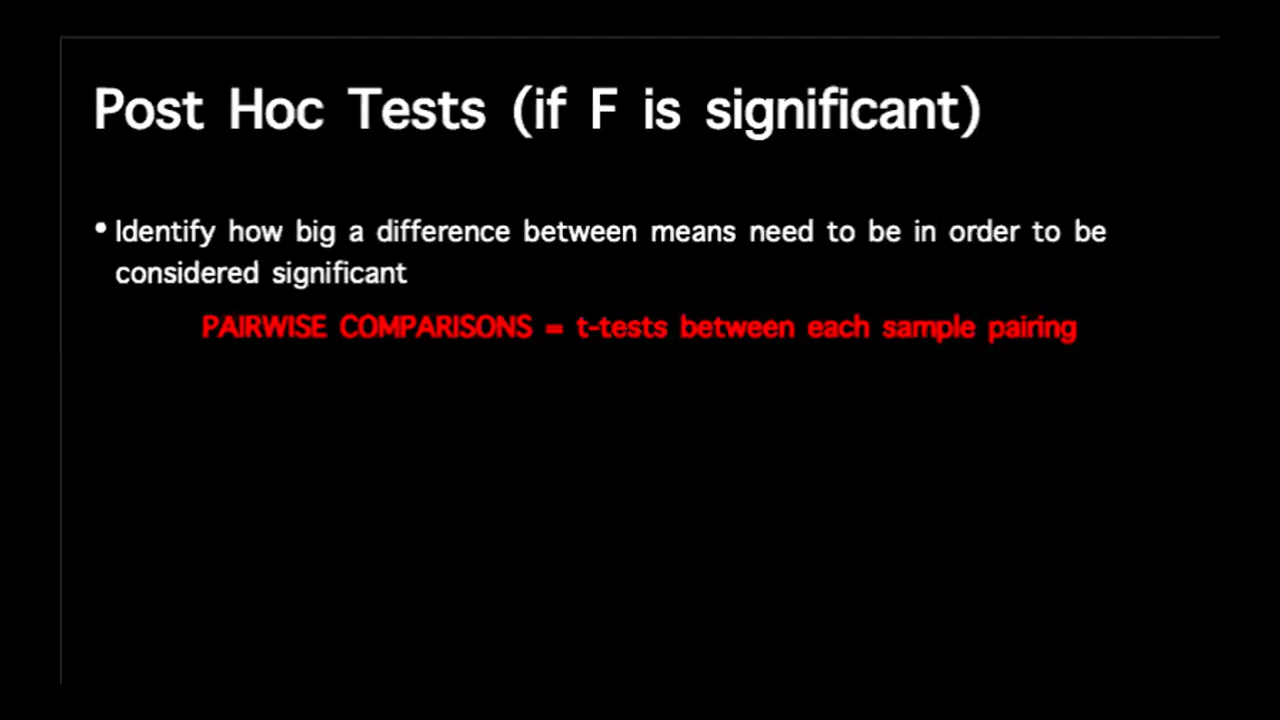 Post Hoc Tests (if F is significant)
• Identify how big a difference between means need to be in order to be
considered significant
PAIRWISE COMPARISONS = t-tests between each sample pairing